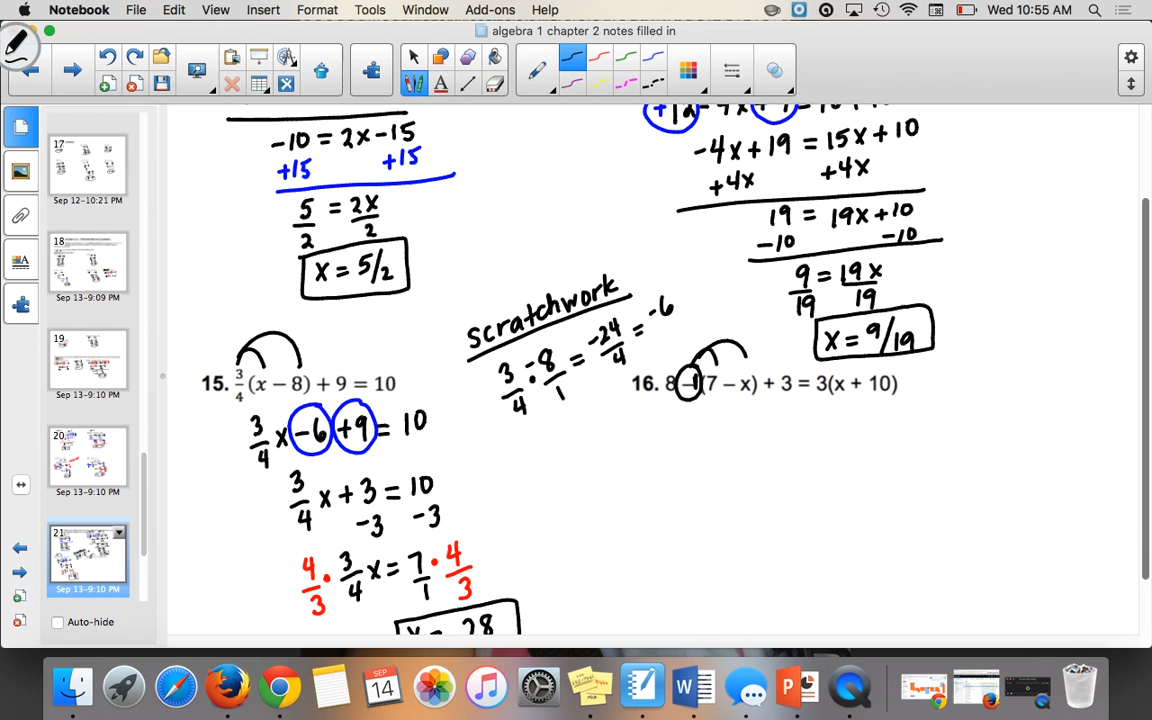 Notebook File Edit View Insert Format Tools Window Add-ons Help Wed 10:55 AM
algebra 1 chapter 2 notes filled in
17
Sep 12-10:21 PM
18
Sep 13-9:09 PM
19
Sep 13-9:10 PM
20
Sep 13-9:10 PM
21
Sep 13-9:10 PM
Auto-hide
-10 = 2x -15
+15 +15
5/2 = 2x/2
x = 5/2
-4x + 19 = 15x + 10
+4x +4x
19 = 19x + 10
-10 -10
9/19 = 19x/19
x = 9/19
scratchwork
3/4 · -8/1 = -24/4 = -6
15. 3/4(x − 8) + 9 = 10
3/4 x -6 +9 = 10
3/4 x + 3 = 10
-3 -3
4/3 · 3/4 x = 7/1 · 4/3
16. 8 −1(7 − x) + 3 = 3(x + 10)